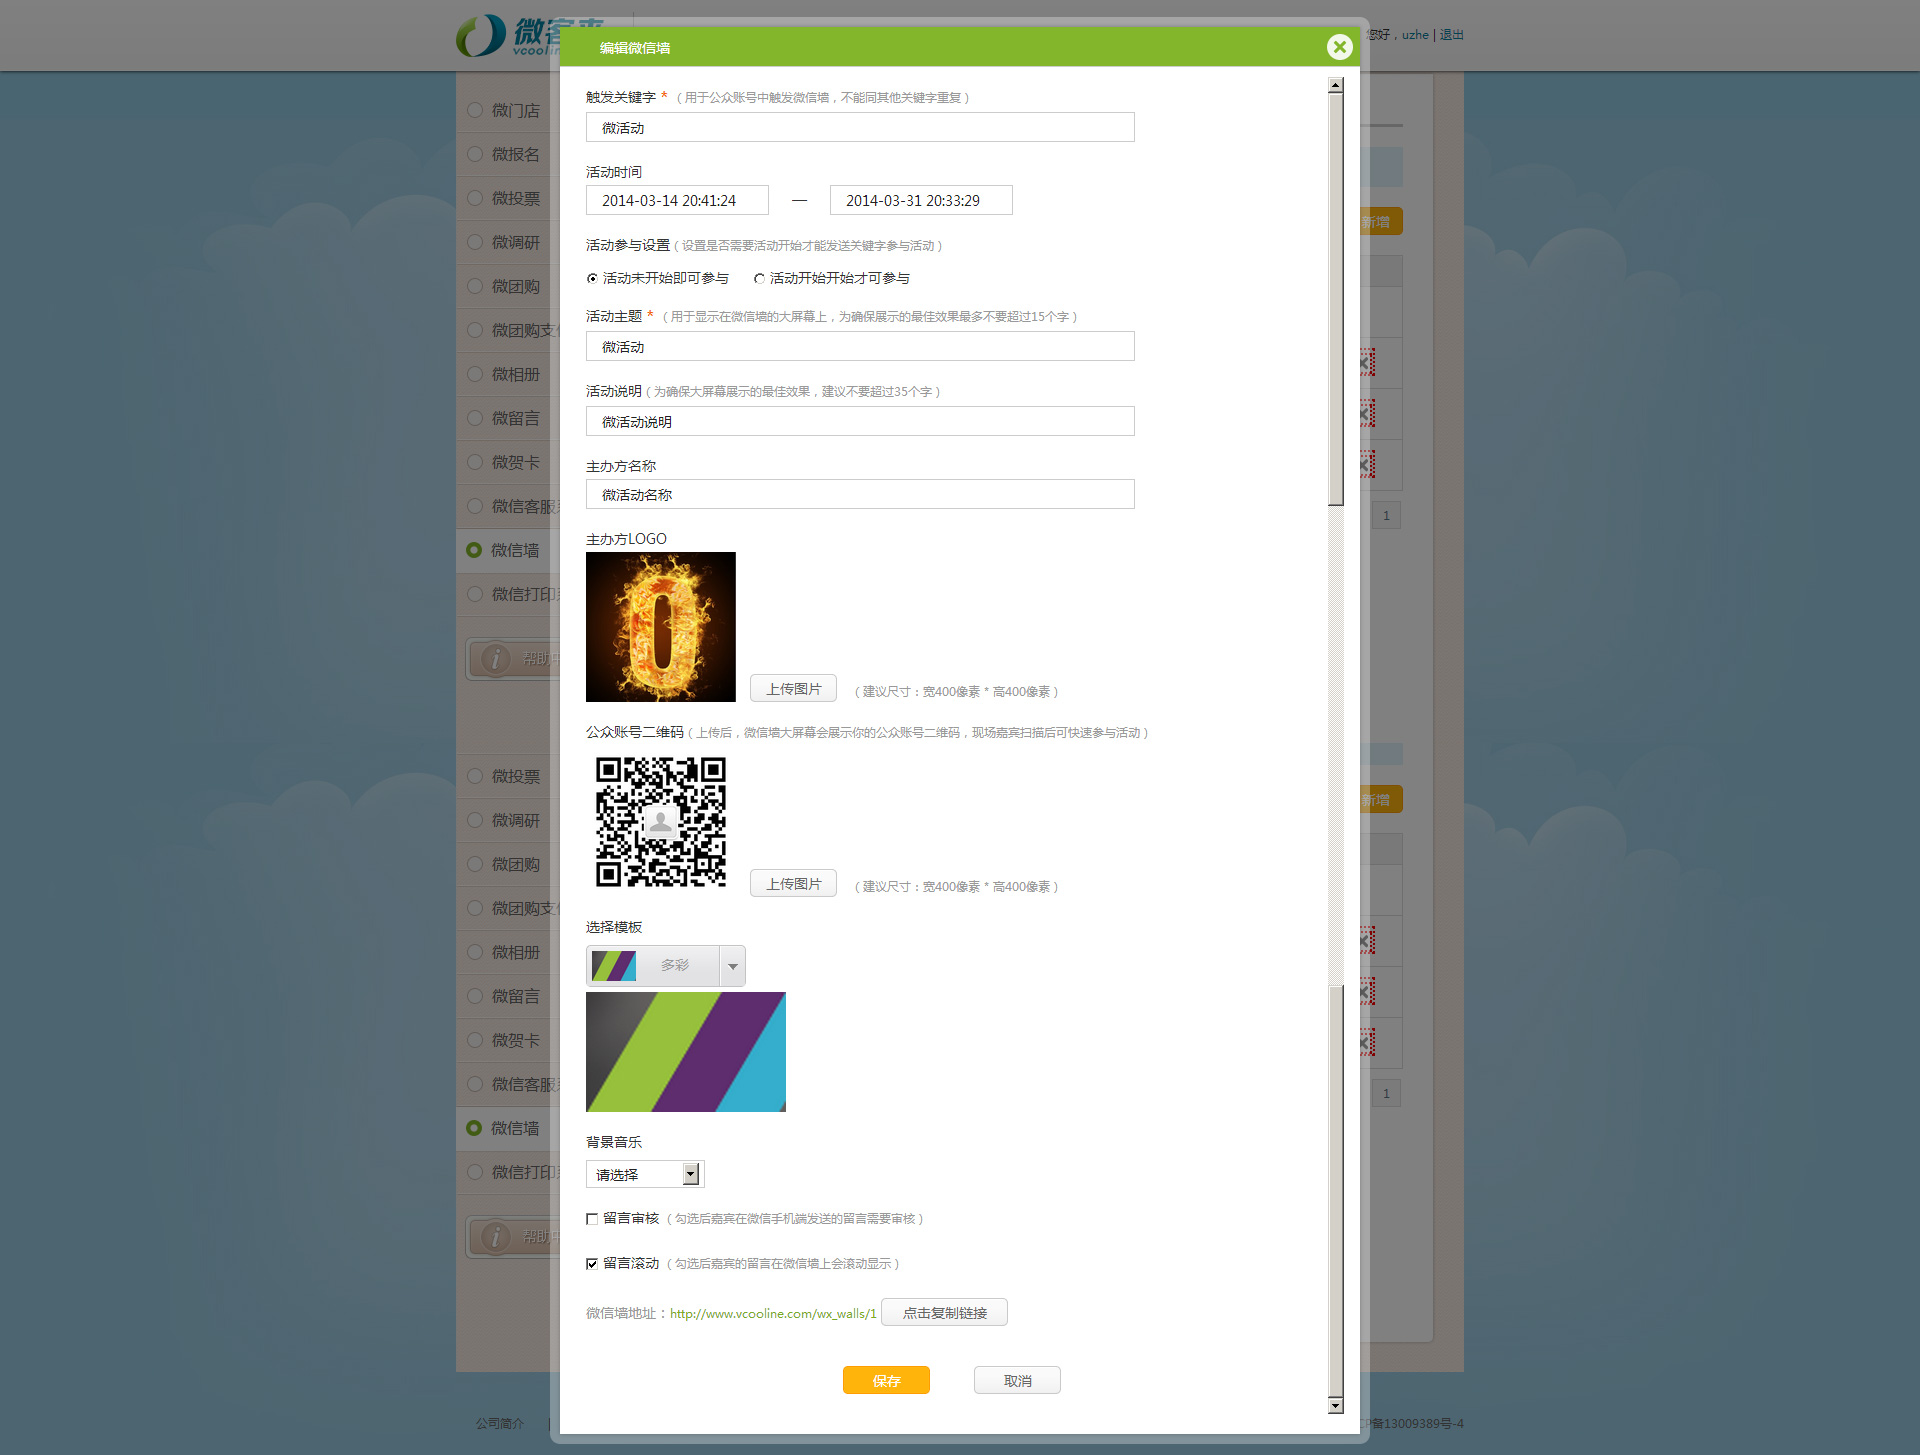 微客来
vcooline
您好，uzhe | 退出
编辑微信墙
触发关键字 *（用于公众账号中触发微信墙，不能同其他关键字重复）
微活动
活动时间
2014-03-14 20:41:24 — 2014-03-31 20:33:29
活动参与设置（设置是否需要活动开始才能发送关键字参与活动）
活动未开始即可参与 活动开始开始才可参与
活动主题 *（用于显示在微信墙的大屏幕上，为确保展示的最佳效果最多不要超过15个字）
微活动
活动说明（为确保大屏幕展示的最佳效果，建议不要超过35个字）
微活动说明
主办方名称
微活动名称
主办方LOGO
上传图片 （建议尺寸：宽400像素 * 高400像素）
公众账号二维码（上传后，微信墙大屏幕会展示你的公众账号二维码，现场嘉宾扫描后可快速参与活动）
上传图片 （建议尺寸：宽400像素 * 高400像素）
选择模板
多彩
背景音乐
请选择
留言审核 （勾选后嘉宾在微信手机端发送的留言需要审核）
留言滚动 （勾选后嘉宾的留言在微信墙上会滚动显示）
微信墙地址：http://www.vcooline.com/wx_walls/1 点击复制链接
保存 取消
微门店
微报名
微投票
微调研
微团购
微团购支
微相册
微留言
微贺卡
微信客服
微信墙
微信打印
帮助
微投票
微调研
微团购
微团购支
微相册
微留言
微贺卡
微信客服
微信墙
微信打印
帮助
新增
1
新增
1
公司简介 |
备13009389号-4